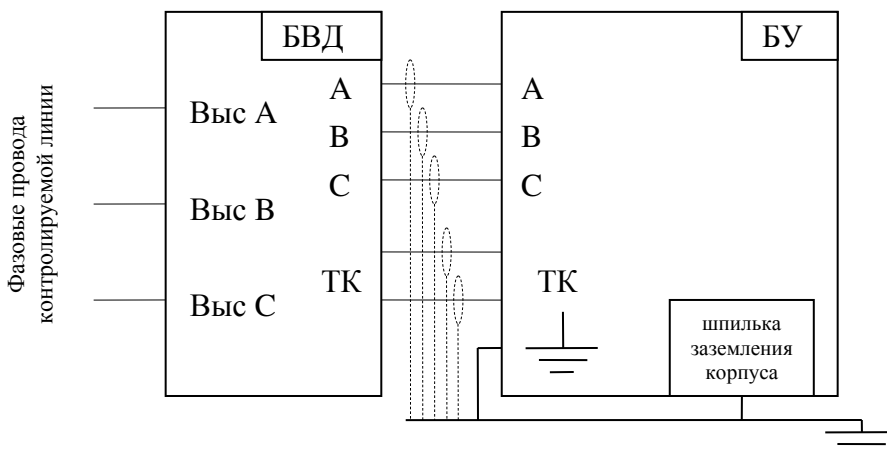 БВД
БУ
Фазовые провода
контролируемой линии
Выс А
Выс В
Выс С
А
В
С
ТК
А
В
С
ТК
шпилька
заземления
корпуса